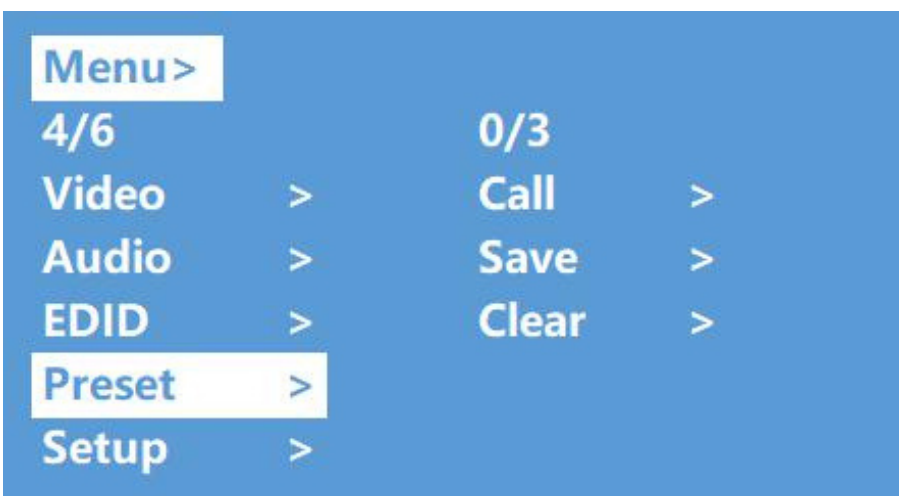 Menu>
4/6 0/3
Video > Call >
Audio > Save >
EDID > Clear >
Preset >
Setup >